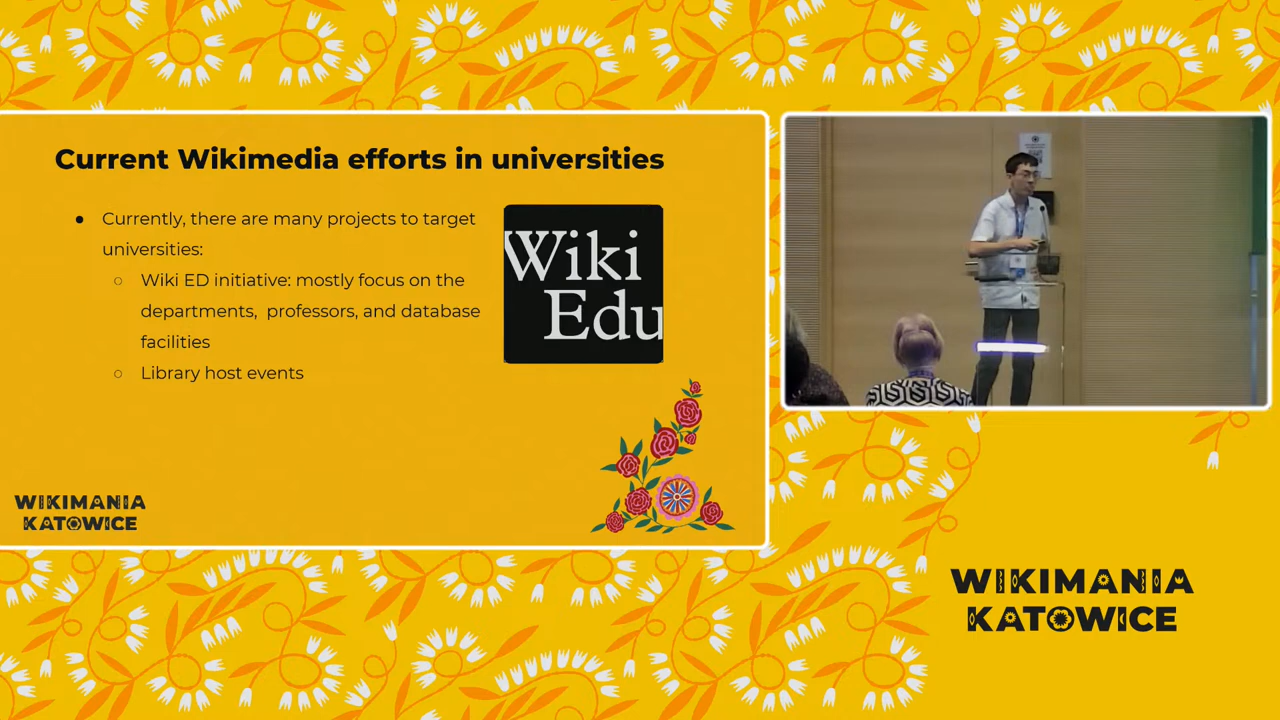 Current Wikimedia efforts in universities
● Currently, there are many projects to target
universities:
○ Wiki ED initiative: mostly focus on the
departments, professors, and database
facilities
○ Library host events
Wiki
Edu
WIKIMANIA
KATOWICE
WIKIMANIA
KATOWICE